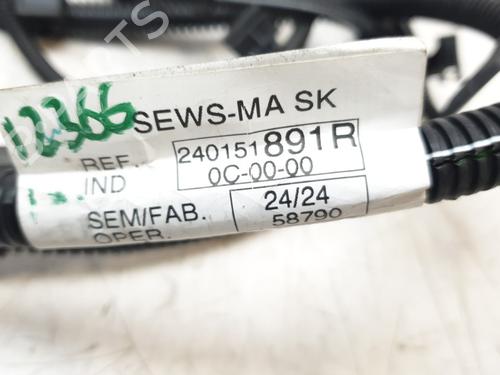 12366
SEWS-MA SK
REF. 240151891R
IND 0C-00-00
SEM/FAB. 24/24
OPER. 58790